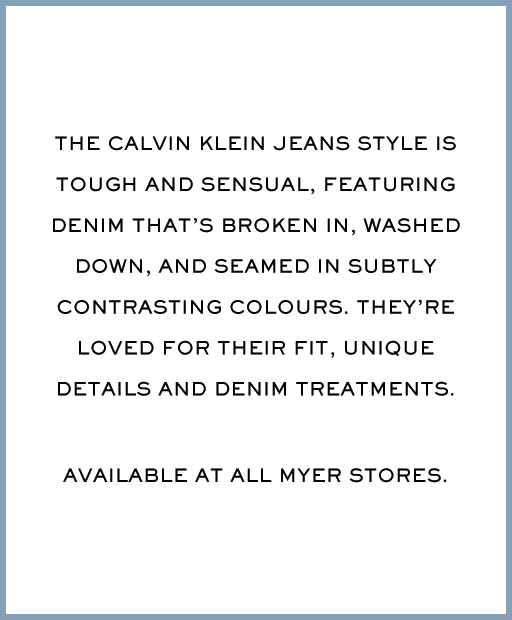 THE CALVIN KLEIN JEANS STYLE IS
TOUGH AND SENSUAL, FEATURING
DENIM THAT’S BROKEN IN, WASHED
DOWN, AND SEAMED IN SUBTLY
CONTRASTING COLOURS. THEY’RE
LOVED FOR THEIR FIT, UNIQUE
DETAILS AND DENIM TREATMENTS.
AVAILABLE AT ALL MYER STORES.